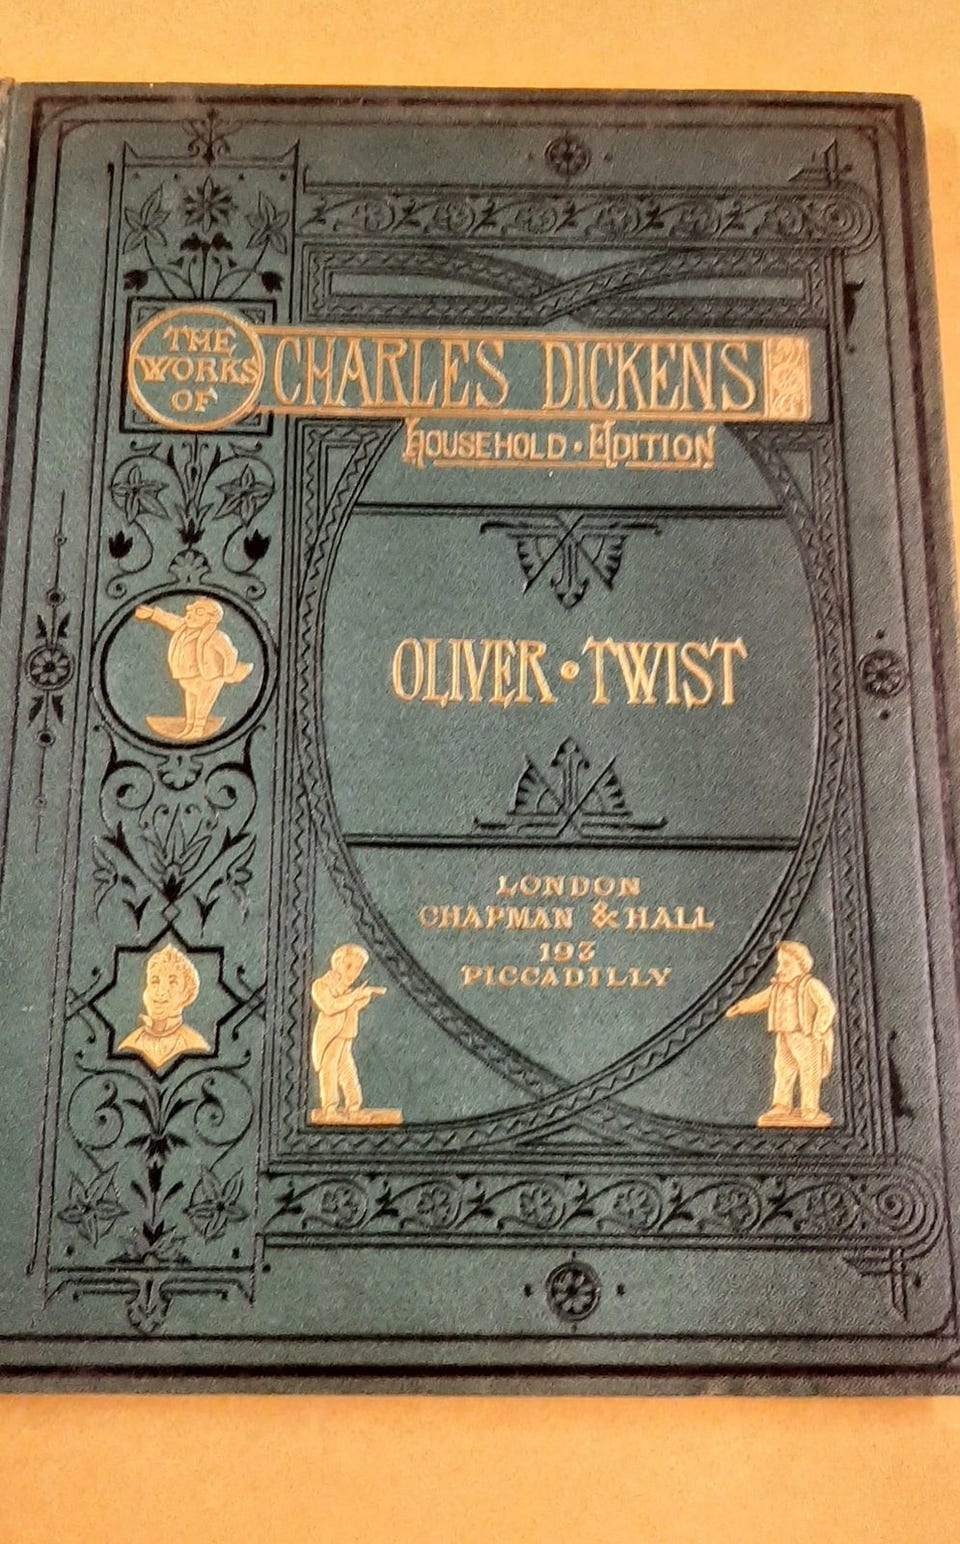 THE
WORKS
OF
CHARLES DICKENS
HOUSEHOLD · EDITION
OLIVER · TWIST
LONDON
CHAPMAN & HALL
193
PICCADILLY